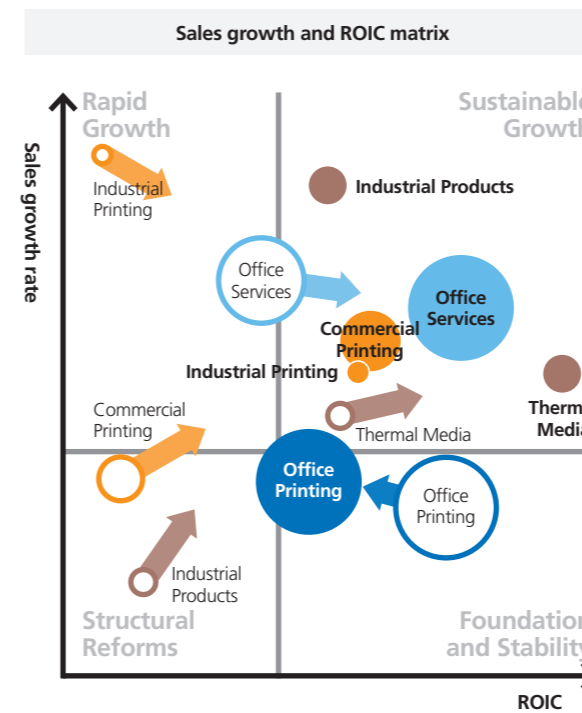 Sales growth and ROIC matrix
Rapid
Growth
Sustainable
Growth
Sales growth rate
Industrial
Printing
Industrial Products
Office
Services
Office
Services
Commercial
Printing
Industrial Printing
Commercial
Printing
Thermal Media
Therma
Media
Office
Printing
Office
Printing
Industrial
Products
Structural
Reforms
Foundation
and Stability
ROIC